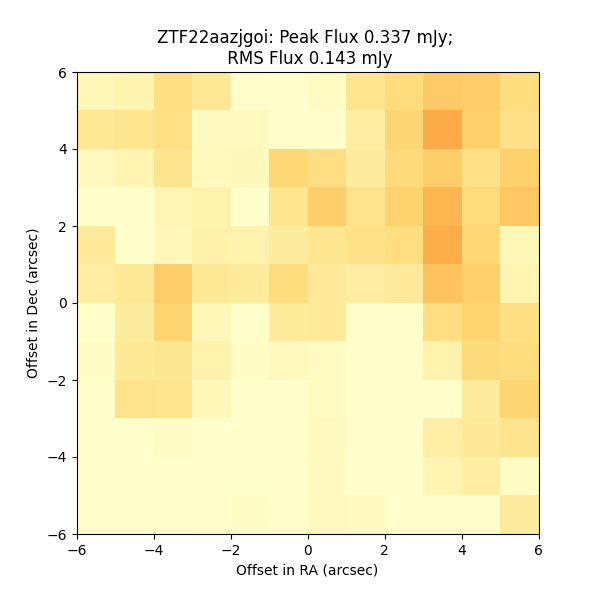 ZTF22aazjgoi: Peak Flux 0.337 mJy;
RMS Flux 0.143 mJy
6
4
2
0
−2
−4
−6
Offset in Dec (arcsec)
−6 −4 −2 0 2 4 6
Offset in RA (arcsec)